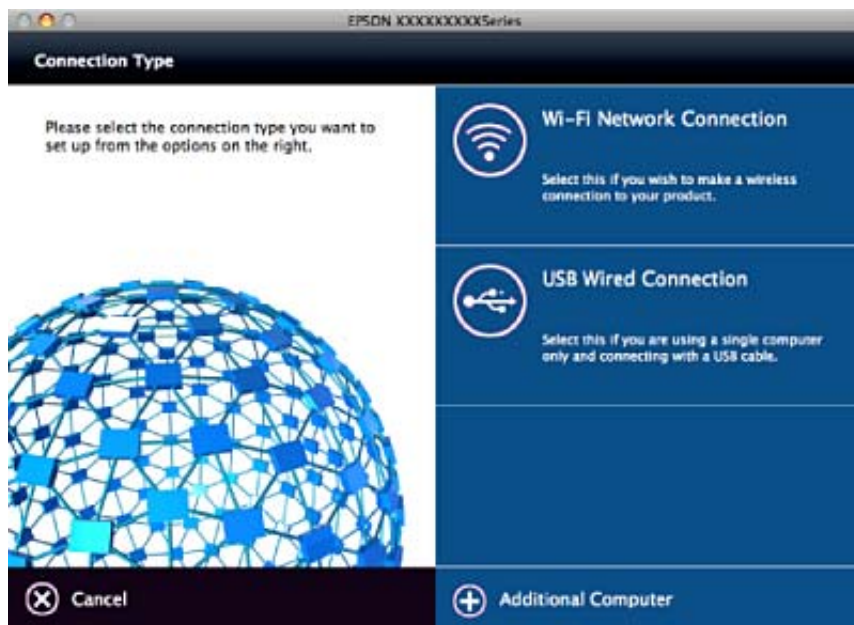 EPSON XXXXXXXXXSeries
Connection Type
Please select the connection type you want to
set up from the options on the right.
Wi-Fi Network Connection
Select this if you wish to make a wireless
connection to your product.
USB Wired Connection
Select this if you are using a single computer
only and connecting with a USB cable.
Cancel
Additional Computer